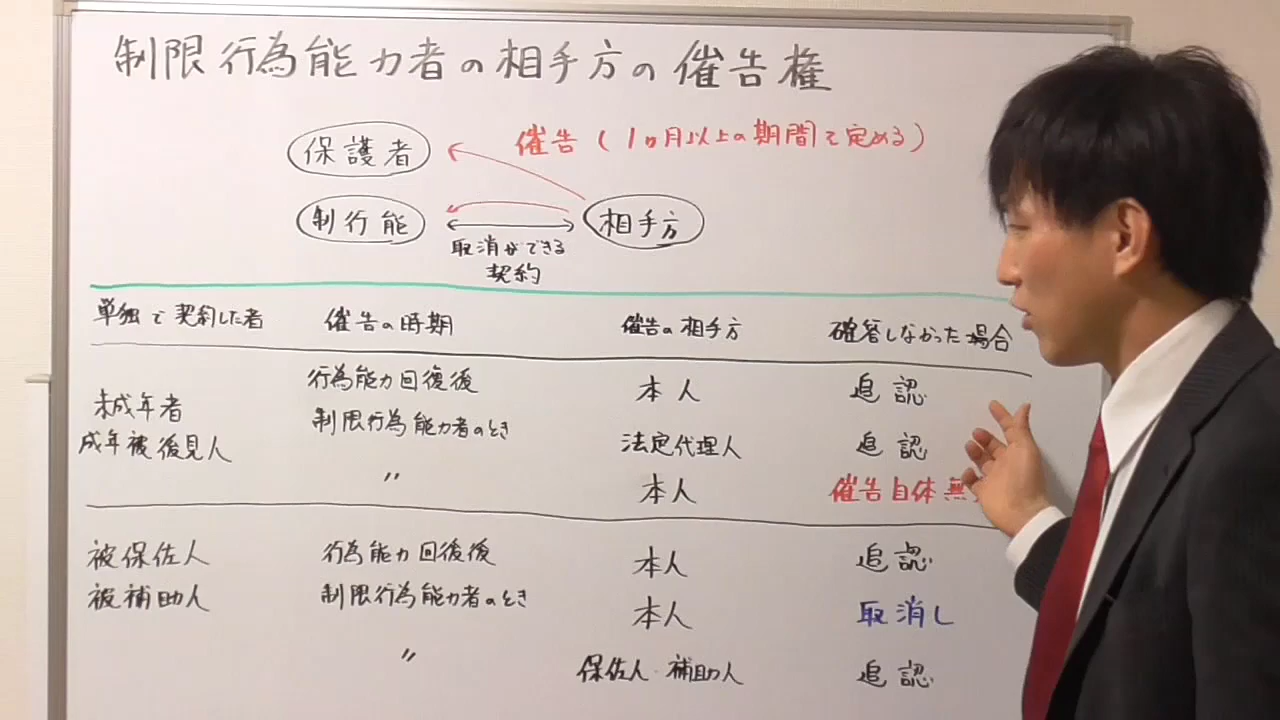 制限行為能力者の相手方の催告権
保護者
催告(1ヶ月以上の期間で定める)
制行能
相手方
取消ができる
契約
単独で契約した者 催告の時期 催告の相手方 確答しなかった場合
行為能力回復後 本人 追認
未成年者
制限行為能力者のとき
成年被後見人 法定代理人 追認
〃 本人 催告自体無
被保佐人 行為能力回復後 本人 追認
被補助人 制限行為能力者のとき 本人 取消し
〃 保佐人・補助人 追認